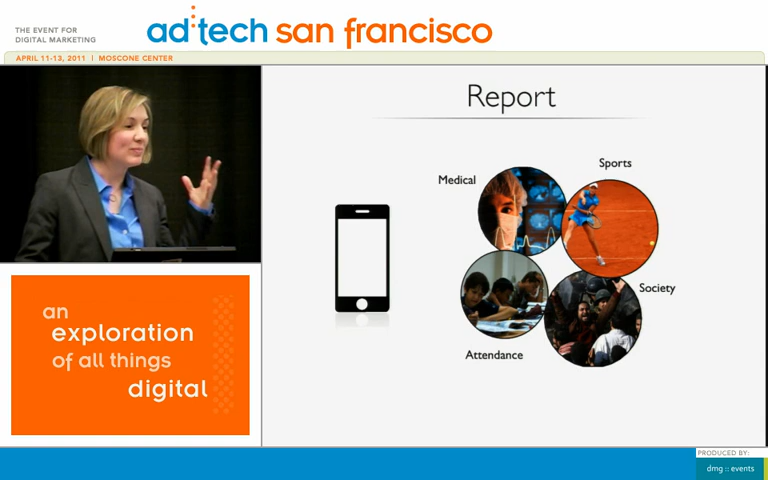 THE EVENT FOR
DIGITAL MARKETING
ad:tech san francisco
APRIL 11-13, 2011 | MOSCONE CENTER
Report
Medical
Sports
Society
Attendance
an
exploration
of all things
digital
PRODUCED BY:
dmg :: events